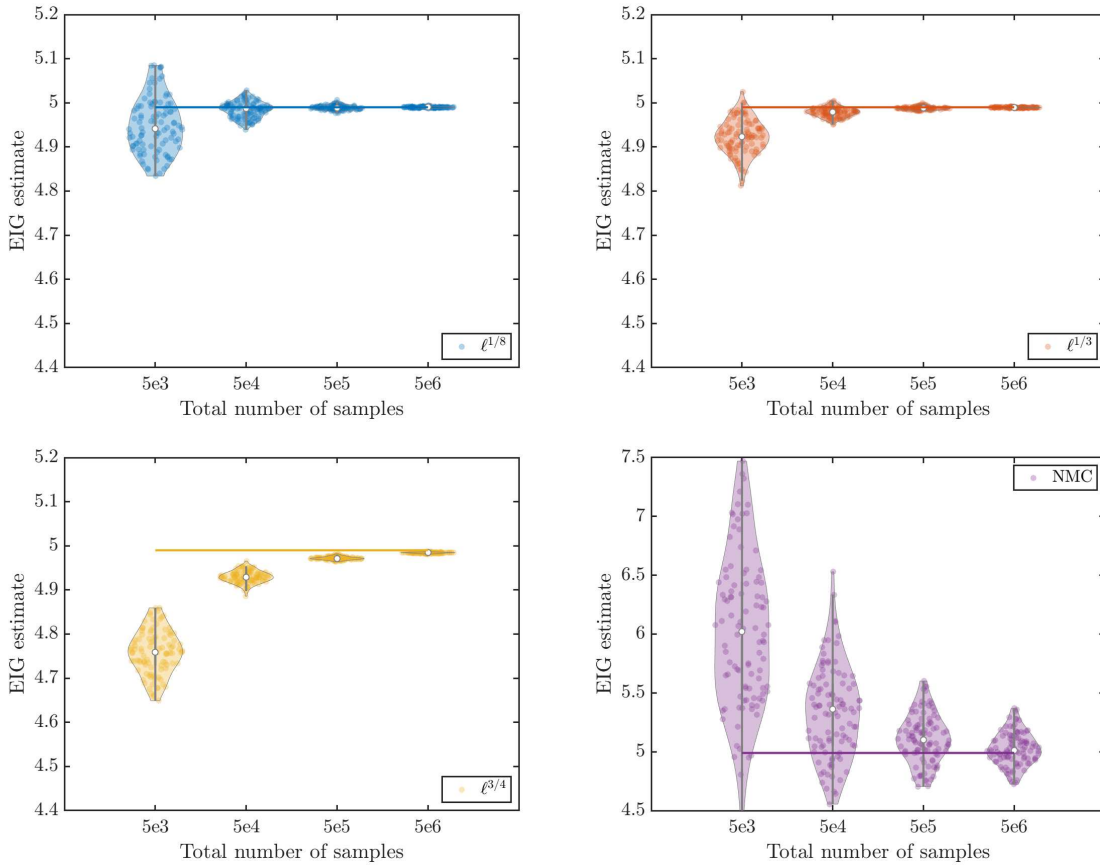 5.2
5.1
5
4.9
4.8
4.7
4.6
4.5
4.4
EIG estimate
5e3 5e4 5e5 5e6
Total number of samples
ℓ^{1/8}
5.2
5.1
5
4.9
4.8
4.7
4.6
4.5
4.4
EIG estimate
5e3 5e4 5e5 5e6
Total number of samples
ℓ^{1/3}
5.2
5.1
5
4.9
4.8
4.7
4.6
4.5
4.4
EIG estimate
5e3 5e4 5e5 5e6
Total number of samples
ℓ^{3/4}
7.5
7
6.5
6
5.5
5
4.5
EIG estimate
5e3 5e4 5e5 5e6
Total number of samples
NMC